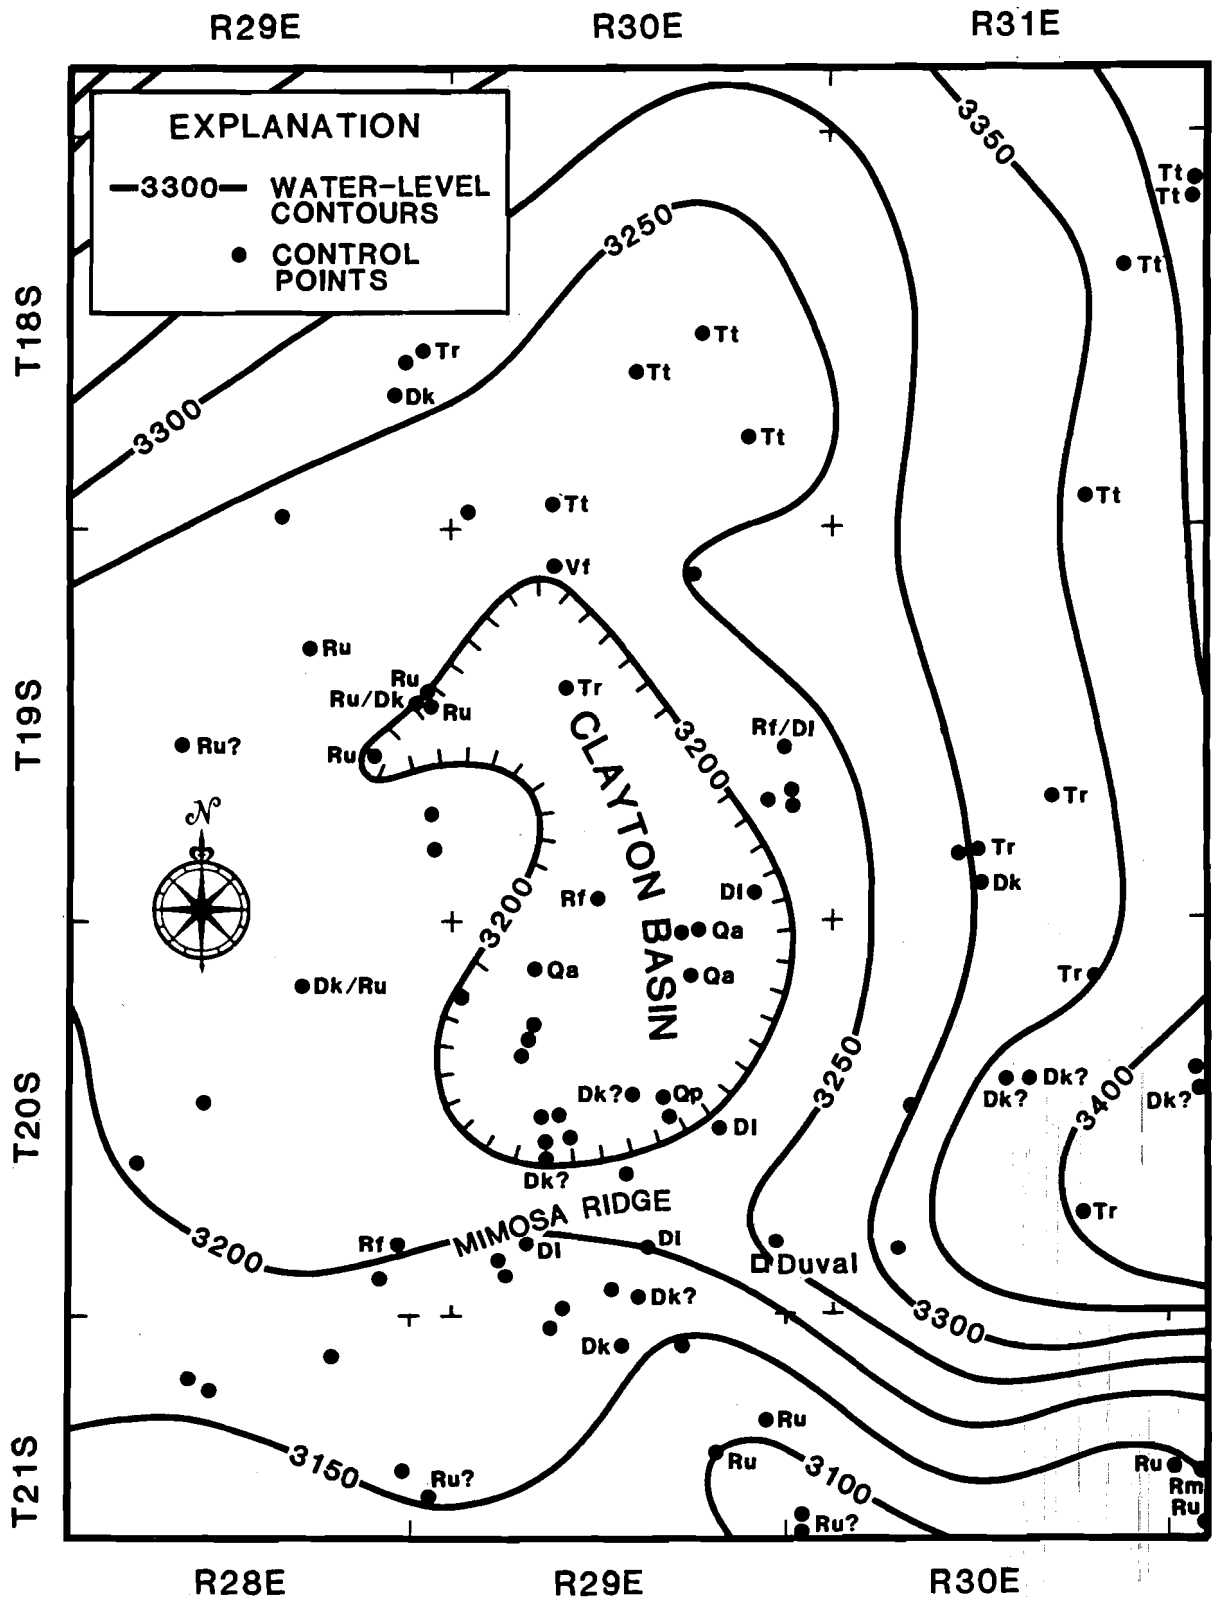 R29E R30E R31E
EXPLANATION
—3300— WATER-LEVEL
CONTOURS
● CONTROL
POINTS
3350
Tt
Tt
3250
Tt
T18S
Tt
Tr
Tt
Dk
3300
Tt
Tt
Tt
Vf
Ru
Ru
Tr
Ru/Dk
Ru
T19S
Rf/Dl
3200
Ru?
Ru
CLAYTON BASIN
Tr
N
Tr
Dk
Dl
Rf
3200
Qa
Qa
Qa
Tr
Dk/Ru
3250
Dk?
Dk?
3400
Dk?
Dk?
Qp
T20S
Dl
Dk?
MIMOSA RIDGE
Tr
3200
Rf
Dl
Dl
Duval
Dk?
3300
Dk
Ru
3150
Ru
3100
Ru
Ru?
Rm
T21S
Ru
Ru?
R28E R29E R30E